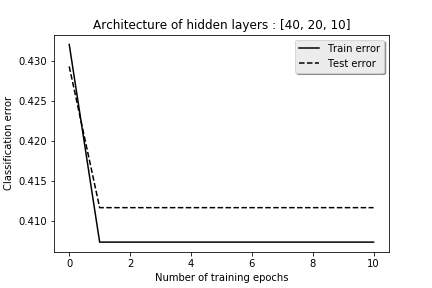 Architecture of hidden layers : [40, 20, 10]
Train error
Test error
Classification error
0.430
0.425
0.420
0.415
0.410
0 2 4 6 8 10
Number of training epochs